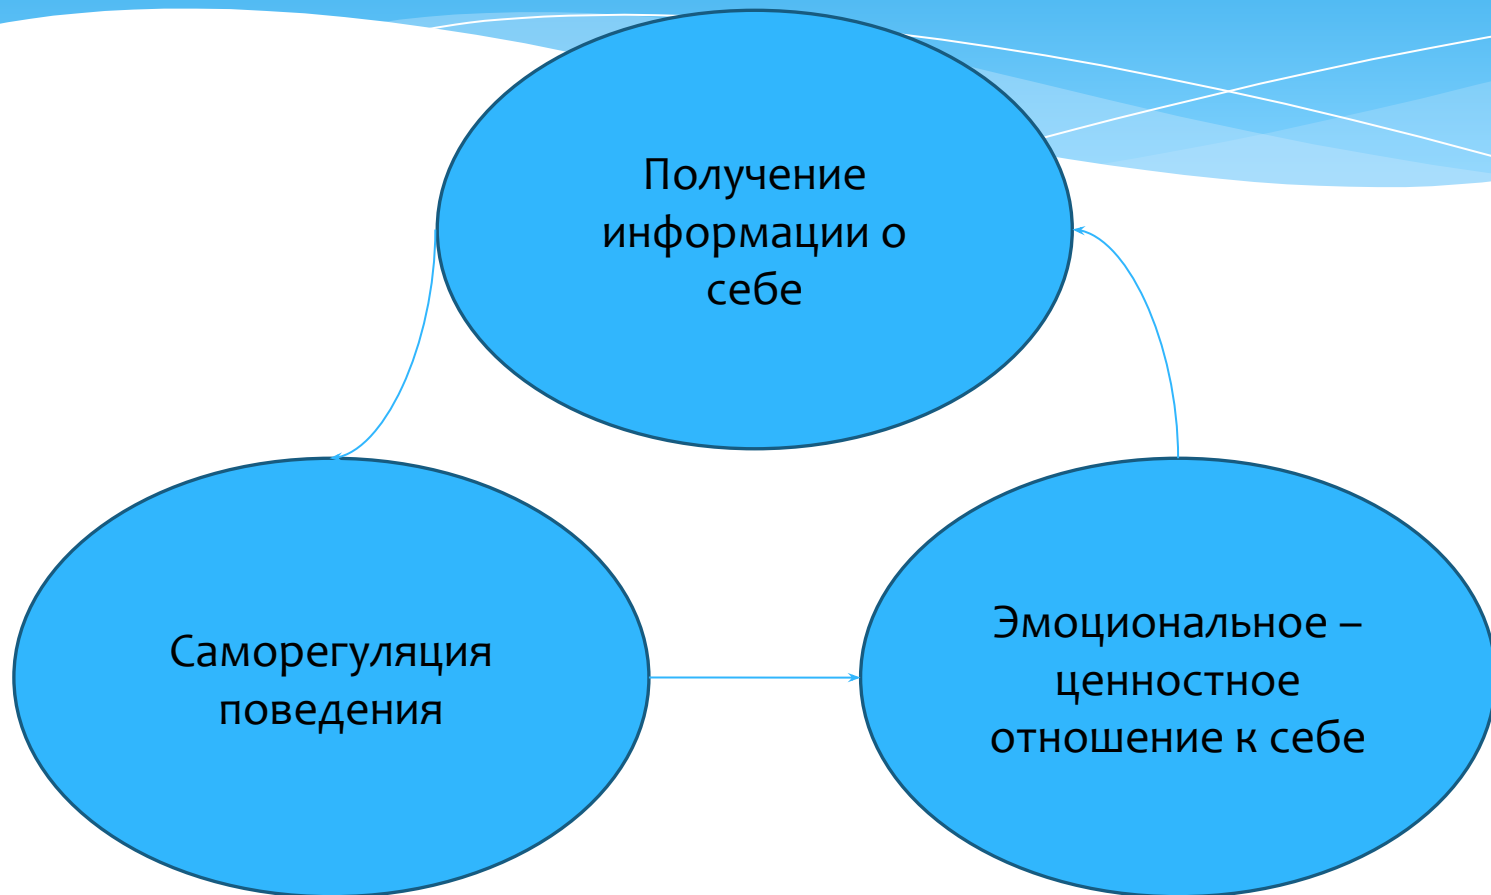 Получение
информации о
себе
Саморегуляция
поведения
Эмоциональное –
ценностное
отношение к себе